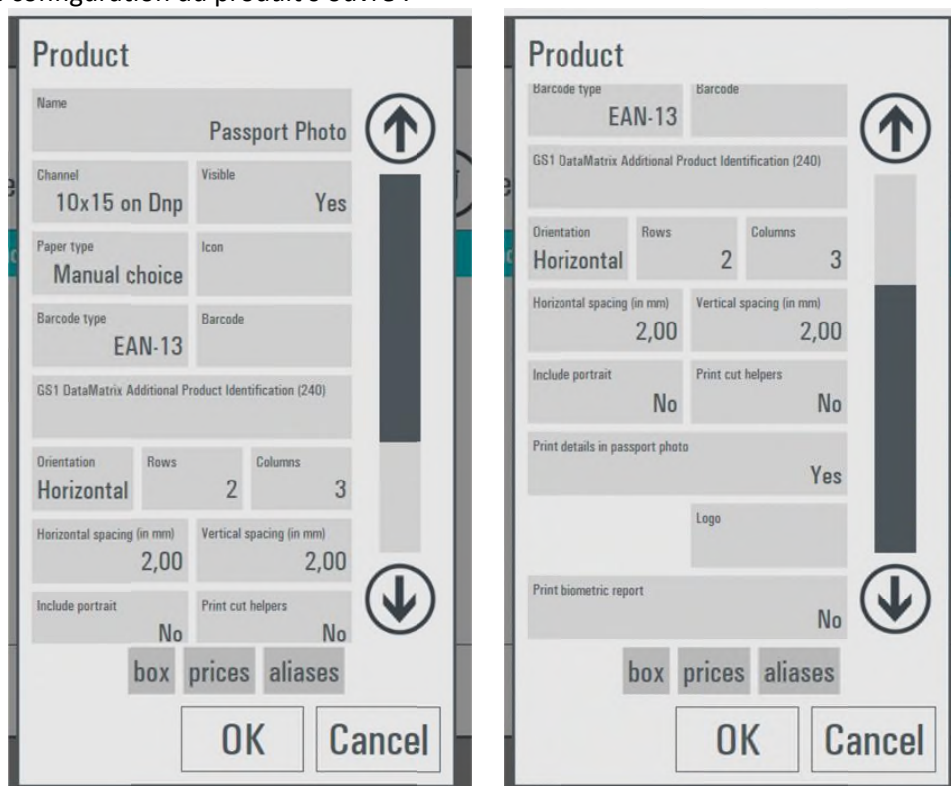 configuration du produit s'ouvre :
Product
Name
Passport Photo
Channel
10x15 on Dnp
Visible
Yes
Paper type
Manual choice
Icon
Barcode type
EAN-13
Barcode
GS1 DataMatrix Additional Product Identification (240)
Orientation
Horizontal
Rows
2
Columns
3
Horizontal spacing (in mm)
2,00
Vertical spacing (in mm)
2,00
Include portrait
No
Print cut helpers
No
box prices aliases
OK Cancel
Product
Barcode type
EAN-13
Barcode
GS1 DataMatrix Additional Product Identification (240)
Orientation
Horizontal
Rows
2
Columns
3
Horizontal spacing (in mm)
2,00
Vertical spacing (in mm)
2,00
Include portrait
No
Print cut helpers
No
Print details in passport photo
Yes
Logo
Print biometric report
No
box prices aliases
OK Cancel